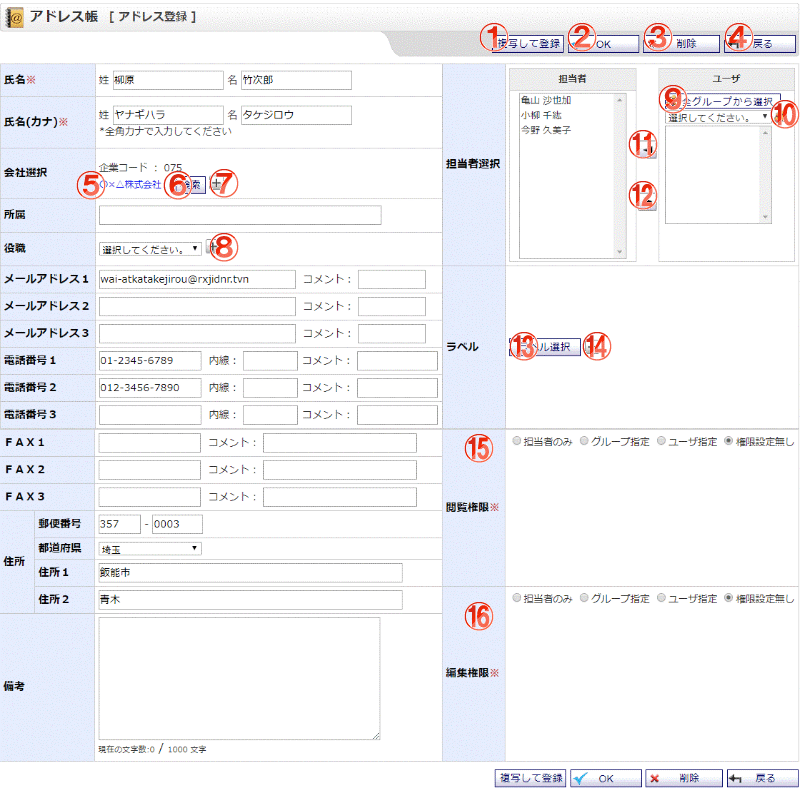 アドレス帳 [ アドレス登録 ]
① 複写して登録 ② OK ③ 削除 ④ 戻る
氏名※ 姓 柳原 名 竹次郎
氏名(カナ)※ 姓 ヤナギハラ 名 タケジロウ
*全角カナで入力してください
会社選択 企業コード : 075
⑤ ○×△株式会社 ⑥ 検索 ⑦
所属
役職 選択してください。 ⑧
メールアドレス1 wai-atkatakejirou@rxjidnr.tvn コメント:
メールアドレス2 コメント:
メールアドレス3 コメント:
電話番号1 01-2345-6789 内線: コメント:
電話番号2 012-3456-7890 内線: コメント:
電話番号3 内線: コメント:
FAX1 コメント:
FAX2 コメント:
FAX3 コメント:
住所
郵便番号 357 - 0003
都道府県 埼玉
住所1 飯能市
住所2 青木
備考
現在の文字数:0 / 1000 文字
担当者選択
担当者
亀山 沙也加
小柳 千紘
今野 久美子
ユーザ
⑨ 全グループから選択
選択してください。 ⑩
⑪
⑫
ラベル ⑬ ラベル選択 ⑭
⑮
閲覧権限※
担当者のみ グループ指定 ユーザ指定 権限設定無し
⑯
編集権限※
担当者のみ グループ指定 ユーザ指定 権限設定無し
複写して登録 OK 削除 戻る